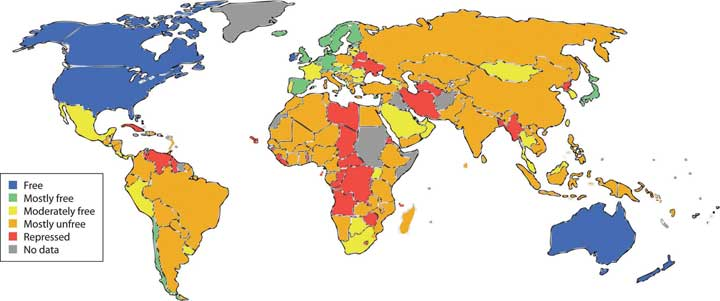 Free
Mostly free
Moderately free
Mostly unfree
Repressed
No data